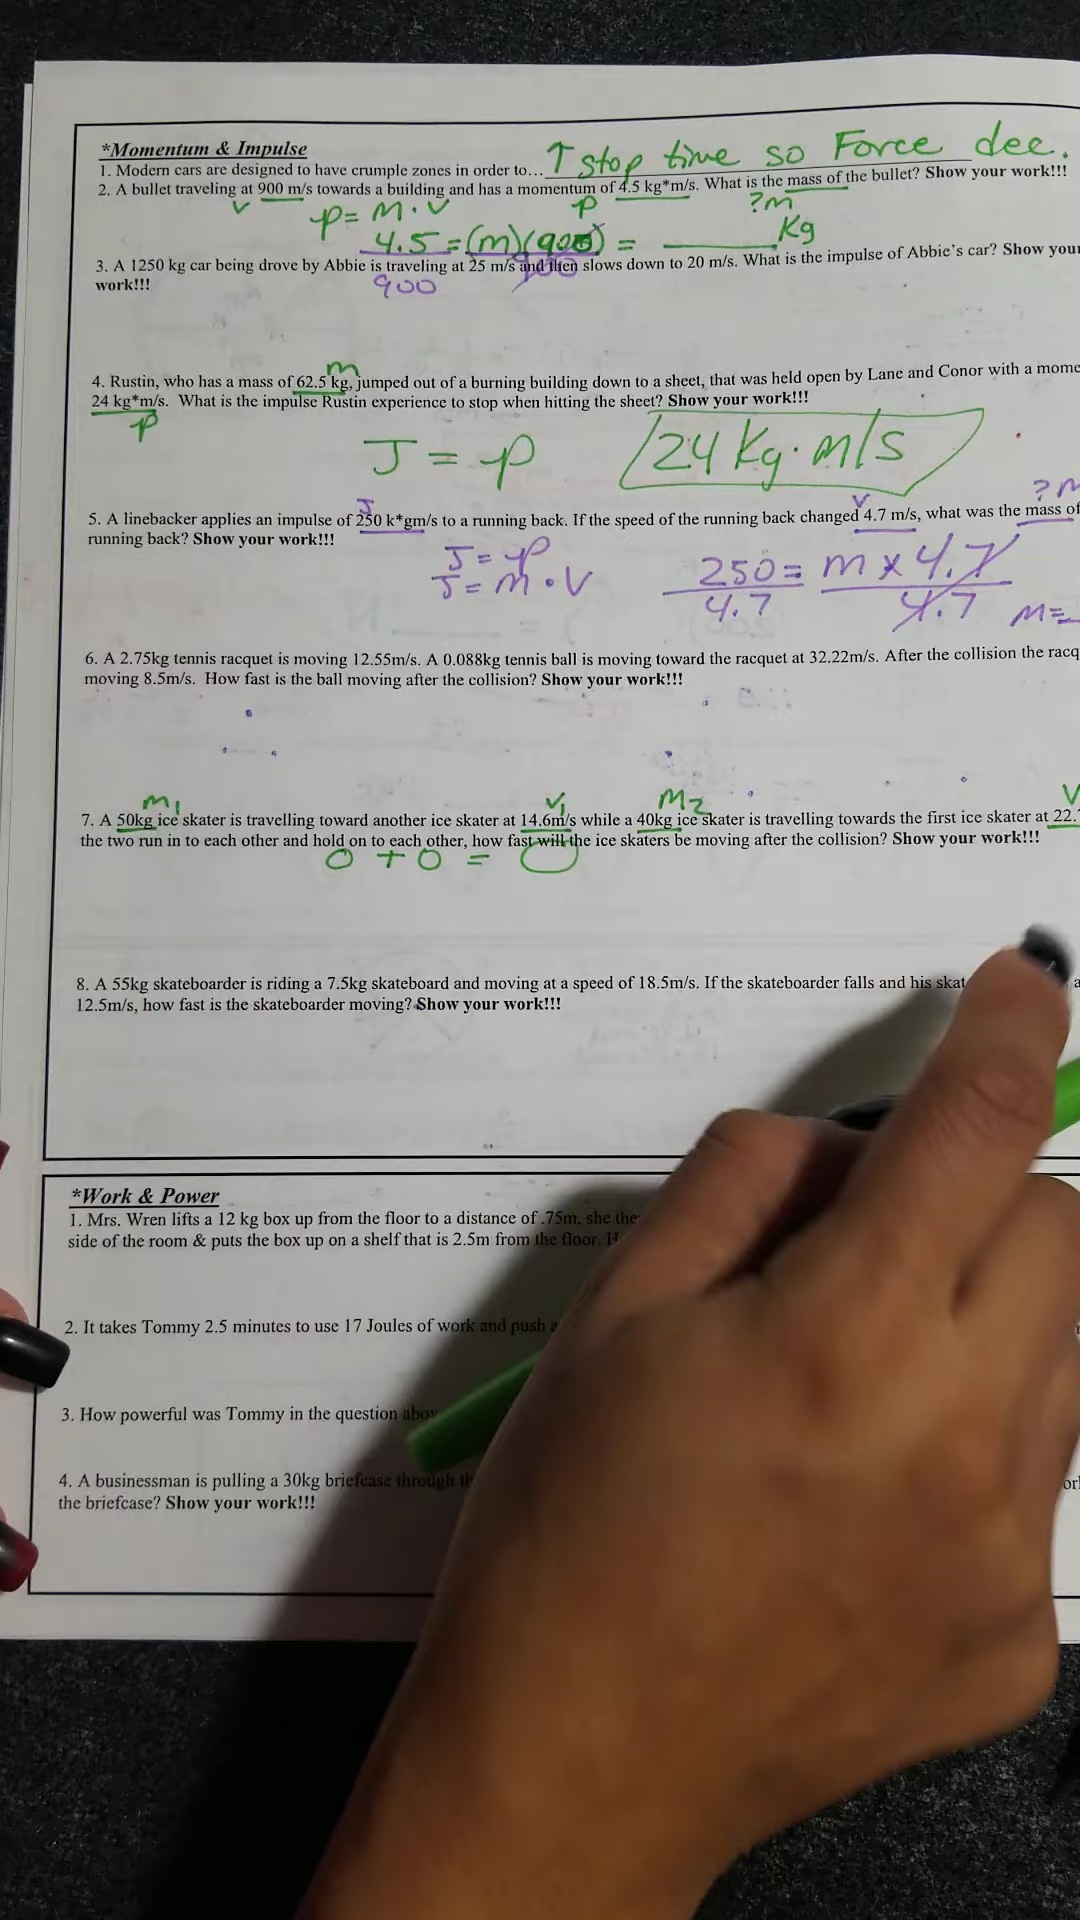 *Momentum & Impulse
1. Modern cars are designed to have crumple zones in order to... ↑ stop time so Force dec.
2. A bullet traveling at 900 m/s towards a building and has a momentum of 4.5 kg*m/s. What is the mass of the bullet? Show your work!!!
v p ?m
p = m · v
4.5 = (m)(900) = ______ Kg
3. A 1250 kg car being drove by Abbie is traveling at 25 m/s and then slows down to 20 m/s. What is the impulse of Abbie's car? Show your
work!!!
900 900
m
4. Rustin, who has a mass of 62.5 kg, jumped out of a burning building down to a sheet, that was held open by Lane and Conor with a
24 kg*m/s. What is the impulse Rustin experience to stop when hitting the sheet? Show your work!!!
p
J = p 24 Kg · m/s
J v ?m
5. A linebacker applies an impulse of 250 k*gm/s to a running back. If the speed of the running back changed 4.7 m/s, what was the mass of
running back? Show your work!!!
J = p
J = m · v
250 = m x 4.7
4.7 4.7 m =
6. A 2.75kg tennis racquet is moving 12.55m/s. A 0.088kg tennis ball is moving toward the racquet at 32.22m/s. After the collision the
moving 8.5m/s. How fast is the ball moving after the collision? Show your work!!!
m1 v1 m2 v
7. A 50kg ice skater is travelling toward another ice skater at 14.6m/s while a 40kg ice skater is travelling towards the first ice skater at 22.
the two run in to each other and hold on to each other, how fast will the ice skaters be moving after the collision? Show your work!!!
0 + 0 = 0
8. A 55kg skateboarder is riding a 7.5kg skateboard and moving at a speed of 18.5m/s. If the skateboarder falls and his
12.5m/s, how fast is the skateboarder moving? Show your work!!!
*Work & Power
1. Mrs. Wren lifts a 12 kg box up from the floor to a distance of .75m, she
side of the room & puts the box up on a shelf that is 2.5m from the floor.
2. It takes Tommy 2.5 minutes to use 17 Joules of work and push
3. How powerful was Tommy in the question
4. A businessman is pulling a 30kg briefcase through
the briefcase? Show your work!!!